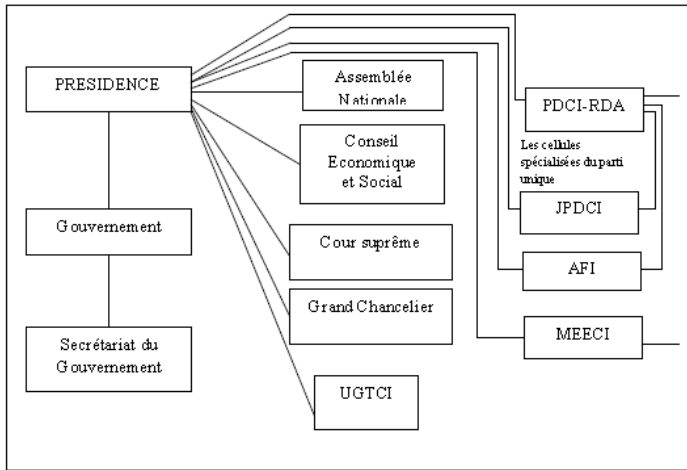 PRESIDENCE
Gouvernement
Secrétariat du
Gouvernement
Assemblée
Nationale
Conseil
Economique
et Social
Cour suprême
Grand Chancelier
UGTCI
PDCI-RDA
Les cellules
spécialisées du parti
unique
JPDCI
AFI
MEECI